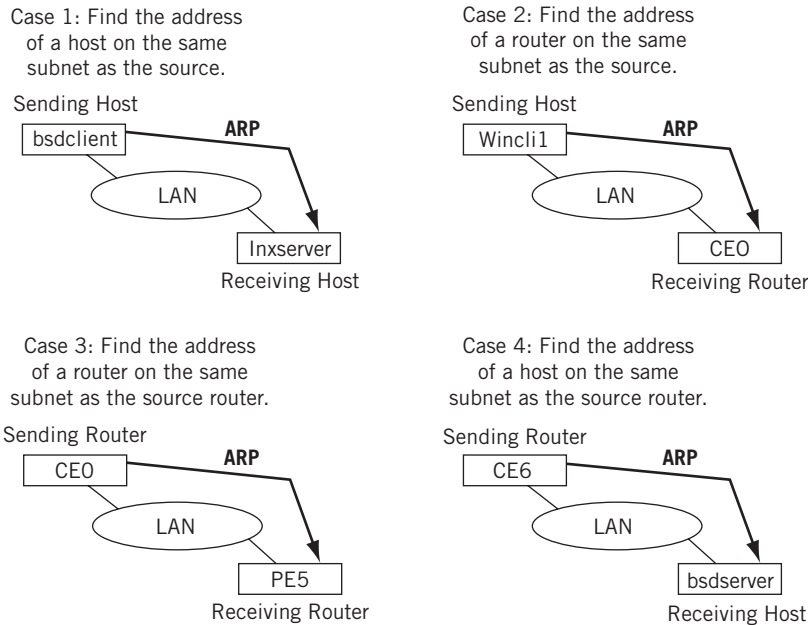 Case 1: Find the address
of a host on the same
subnet as the source.
Sending Host
bsdclient
ARP
LAN
lnxserver
Receiving Host
Case 2: Find the address
of a router on the same
subnet as the source.
Sending Host
Wincli1
ARP
LAN
CE0
Receiving Router
Case 3: Find the address
of a router on the same
subnet as the source router.
Sending Router
CE0
ARP
LAN
PE5
Receiving Router
Case 4: Find the address
of a host on the same
subnet as the source router.
Sending Router
CE6
ARP
LAN
bsdserver
Receiving Host